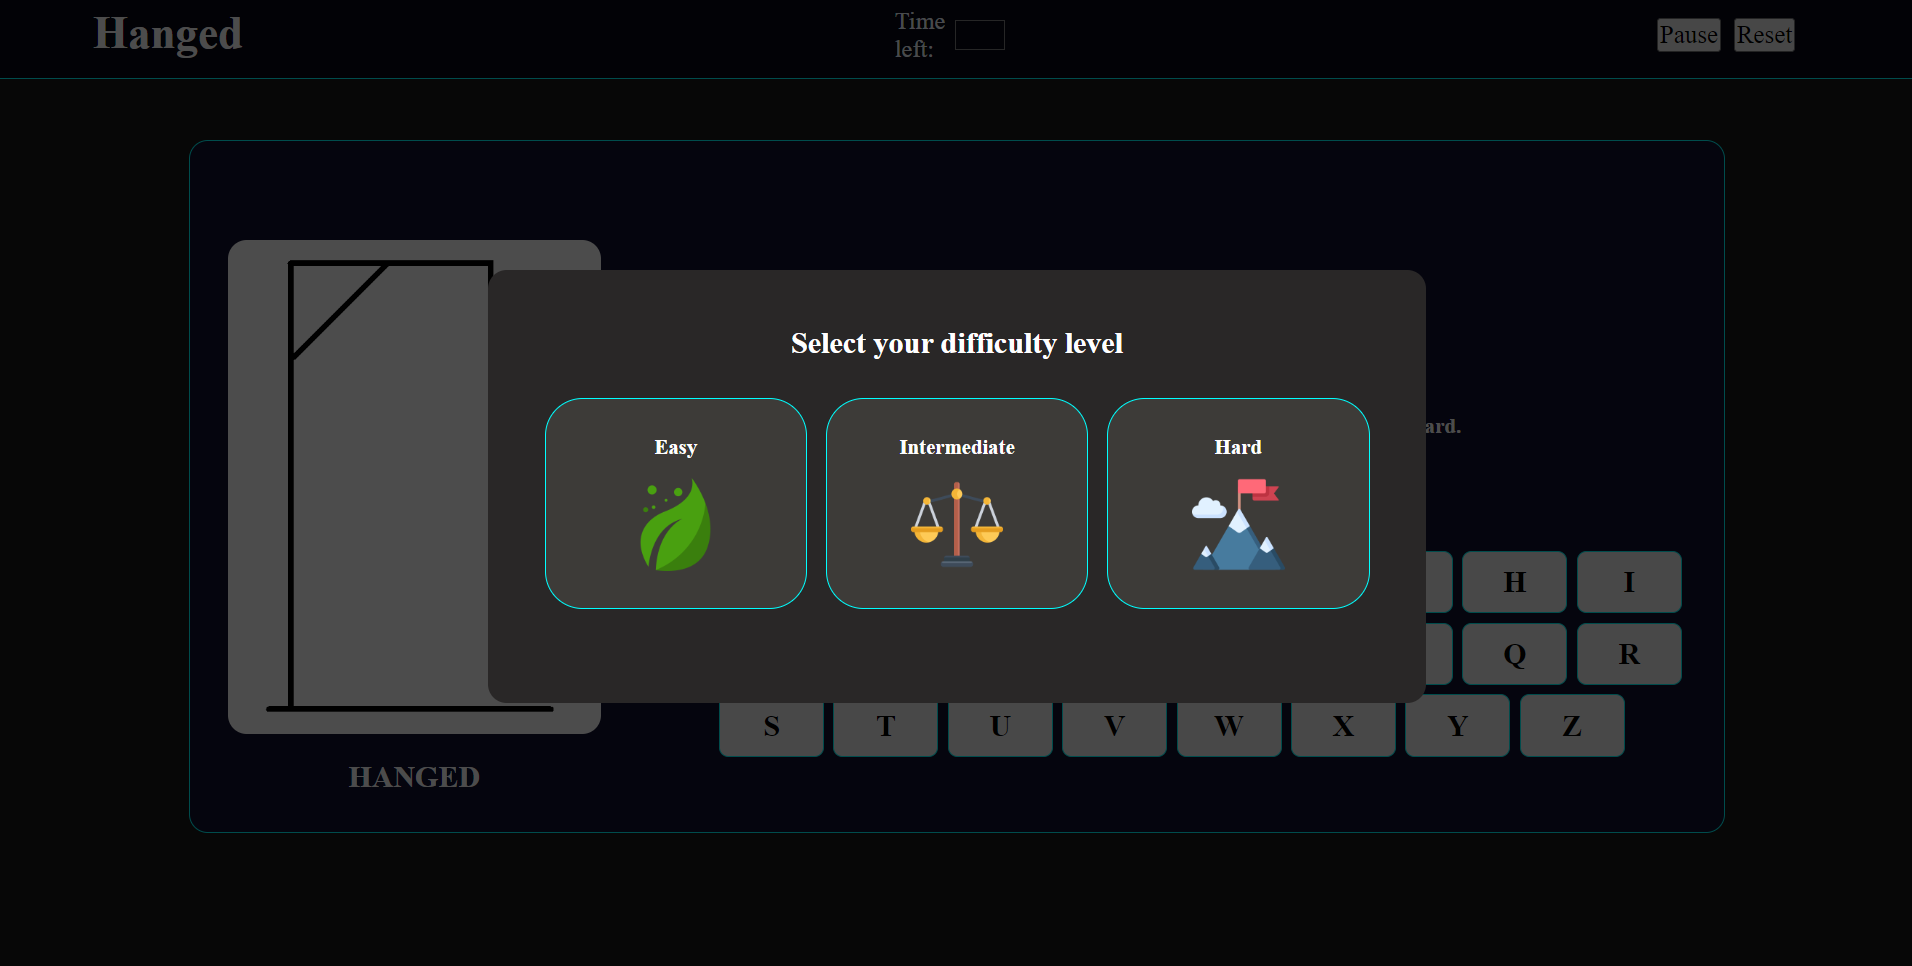 Hanged
Time
left:
Pause Reset
Select your difficulty level
Easy Intermediate Hard
ard.
H I
Q R
S T U V W X Y Z
HANGED